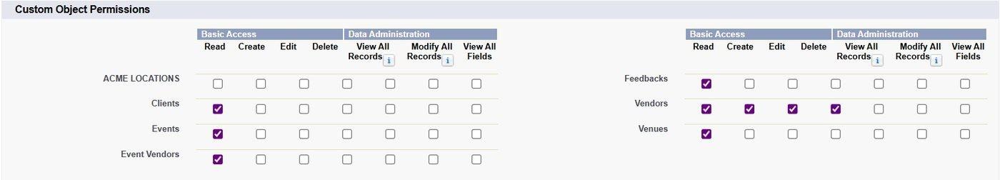 Custom Object Permissions
Basic Access Data Administration
Read Create Edit Delete View All Records i Modify All Records i View All Fields
ACME LOCATIONS
Clients
Events
Event Vendors
Basic Access Data Administration
Read Create Edit Delete View All Records i Modify All Records i View All Fields
Feedbacks
Vendors
Venues